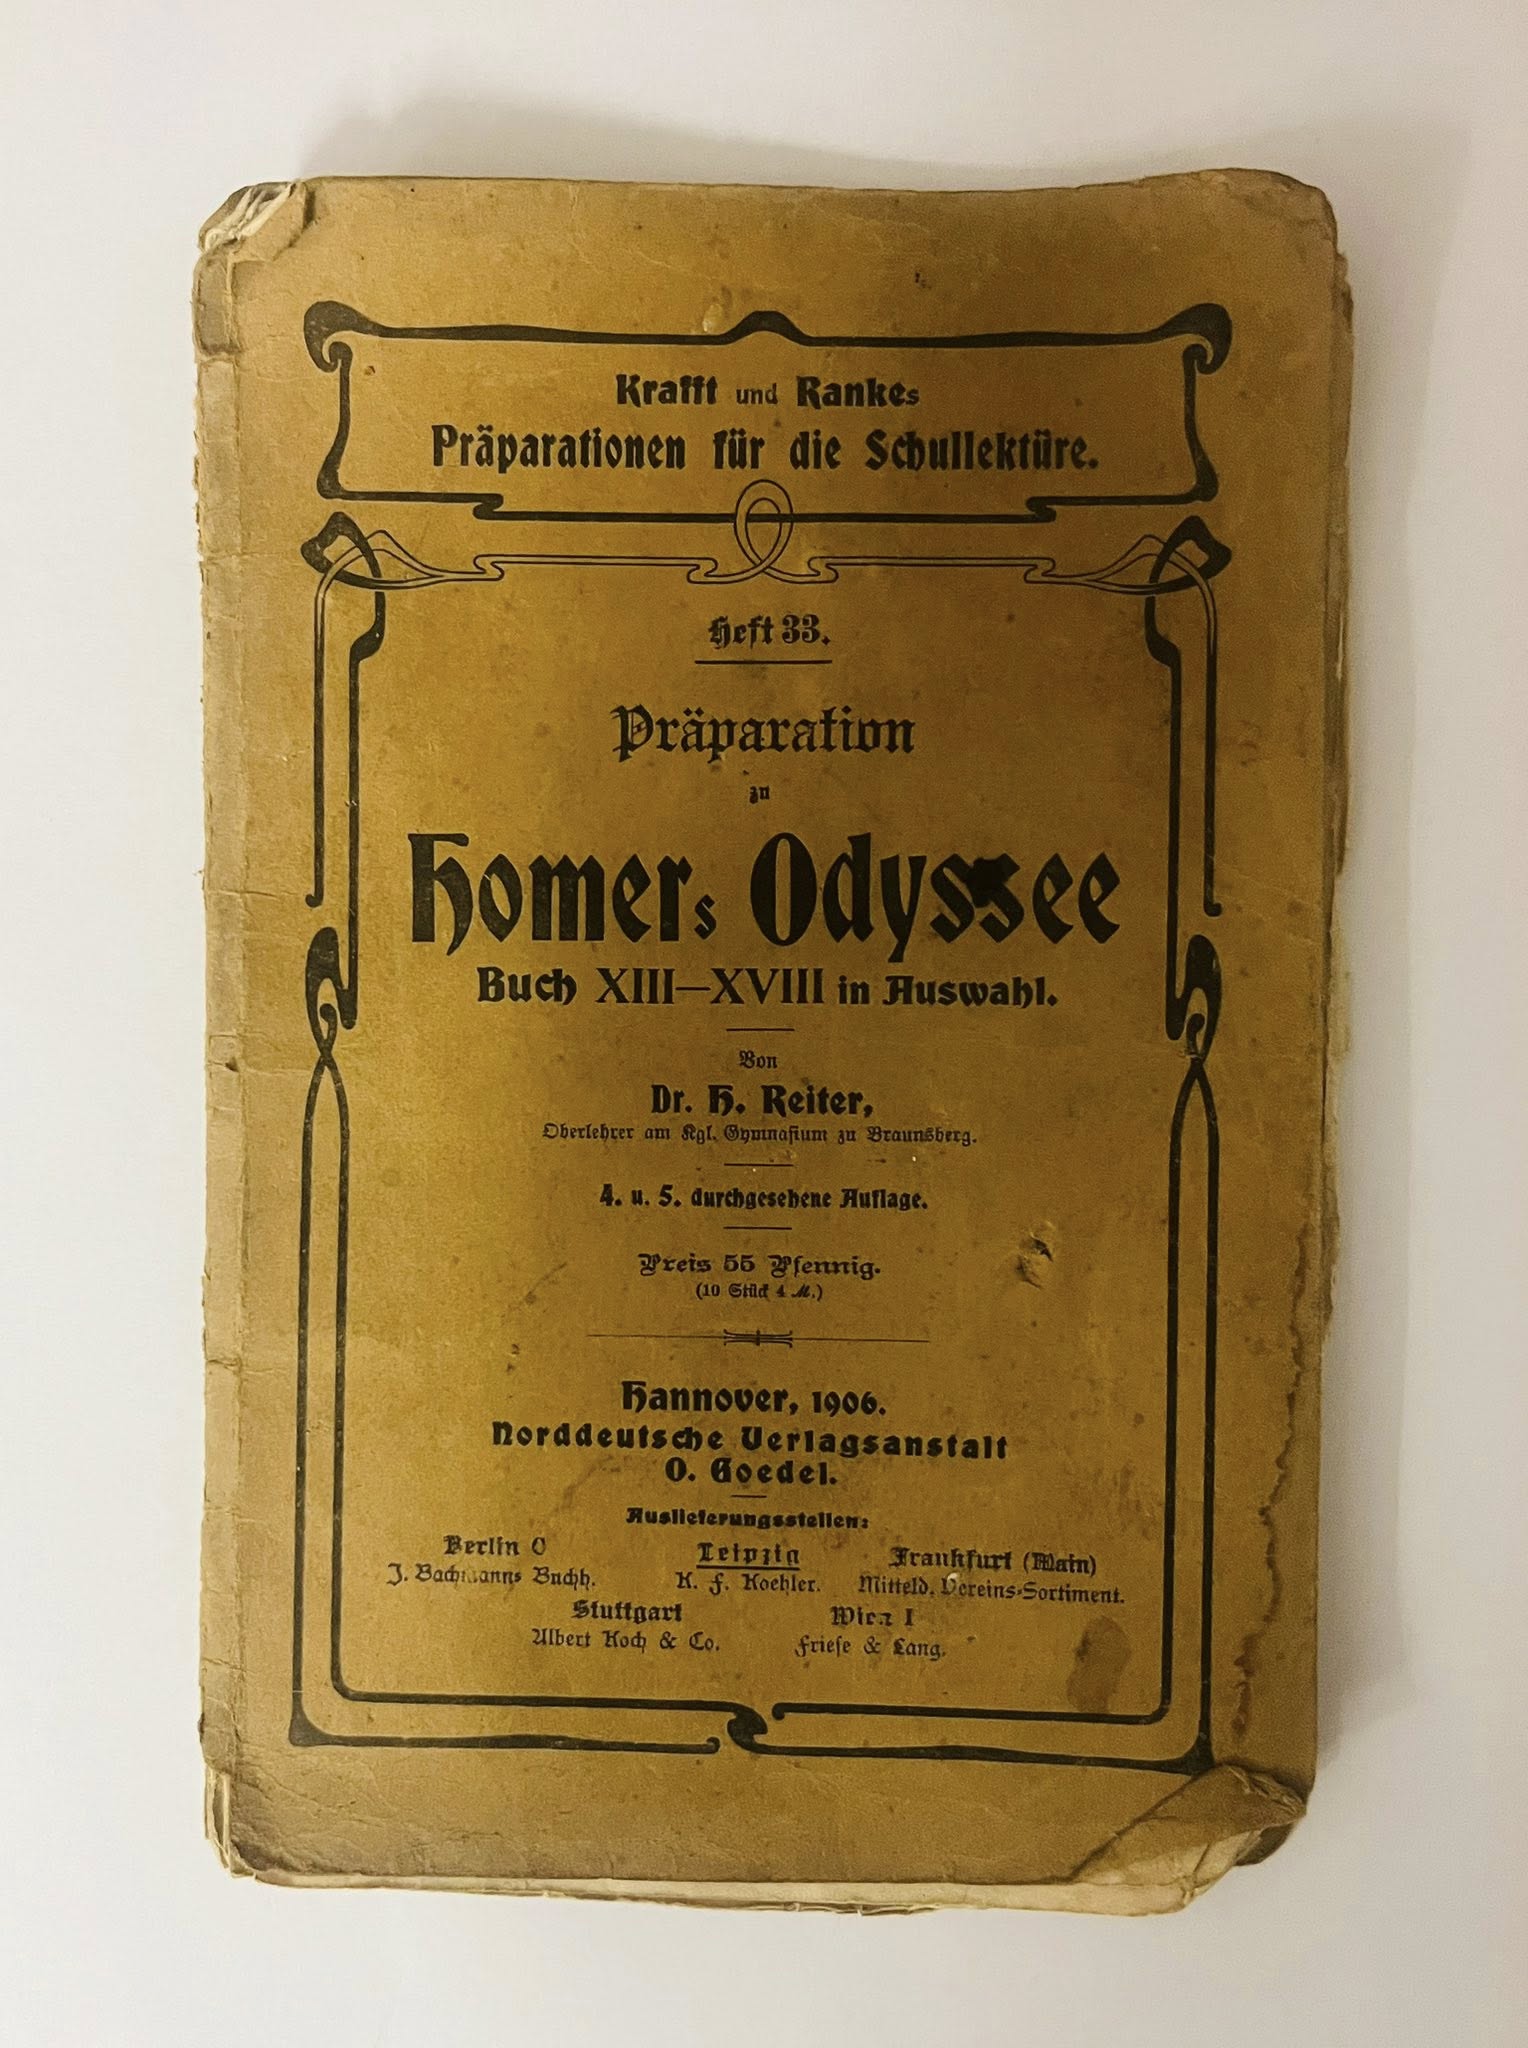 Krafft und Rankes
Präparationen für die Schullektüre.
Heft 33.
Präparation
zu
Homers Odyssee
Buch XIII—XVIII in Auswahl.
Von
Dr. H. Reiter,
Oberlehrer am Kgl. Gymnasium zu Braunsberg.
4. u. 5. durchgesehene Auflage.
Preis 55 Pfennig.
(10 Stück 4 M.)
Hannover, 1906.
Norddeutsche Verlagsanstalt
O. Goedel.
Auslieferungsstellen:
Berlin O Leipzig Frankfurt (Main)
J. Bachmanns Buchh. K. F. Koehler. Mitteld. Vereins-Sortiment.
Stuttgart Wien I
Albert Koch & Co. Friese & Lang.